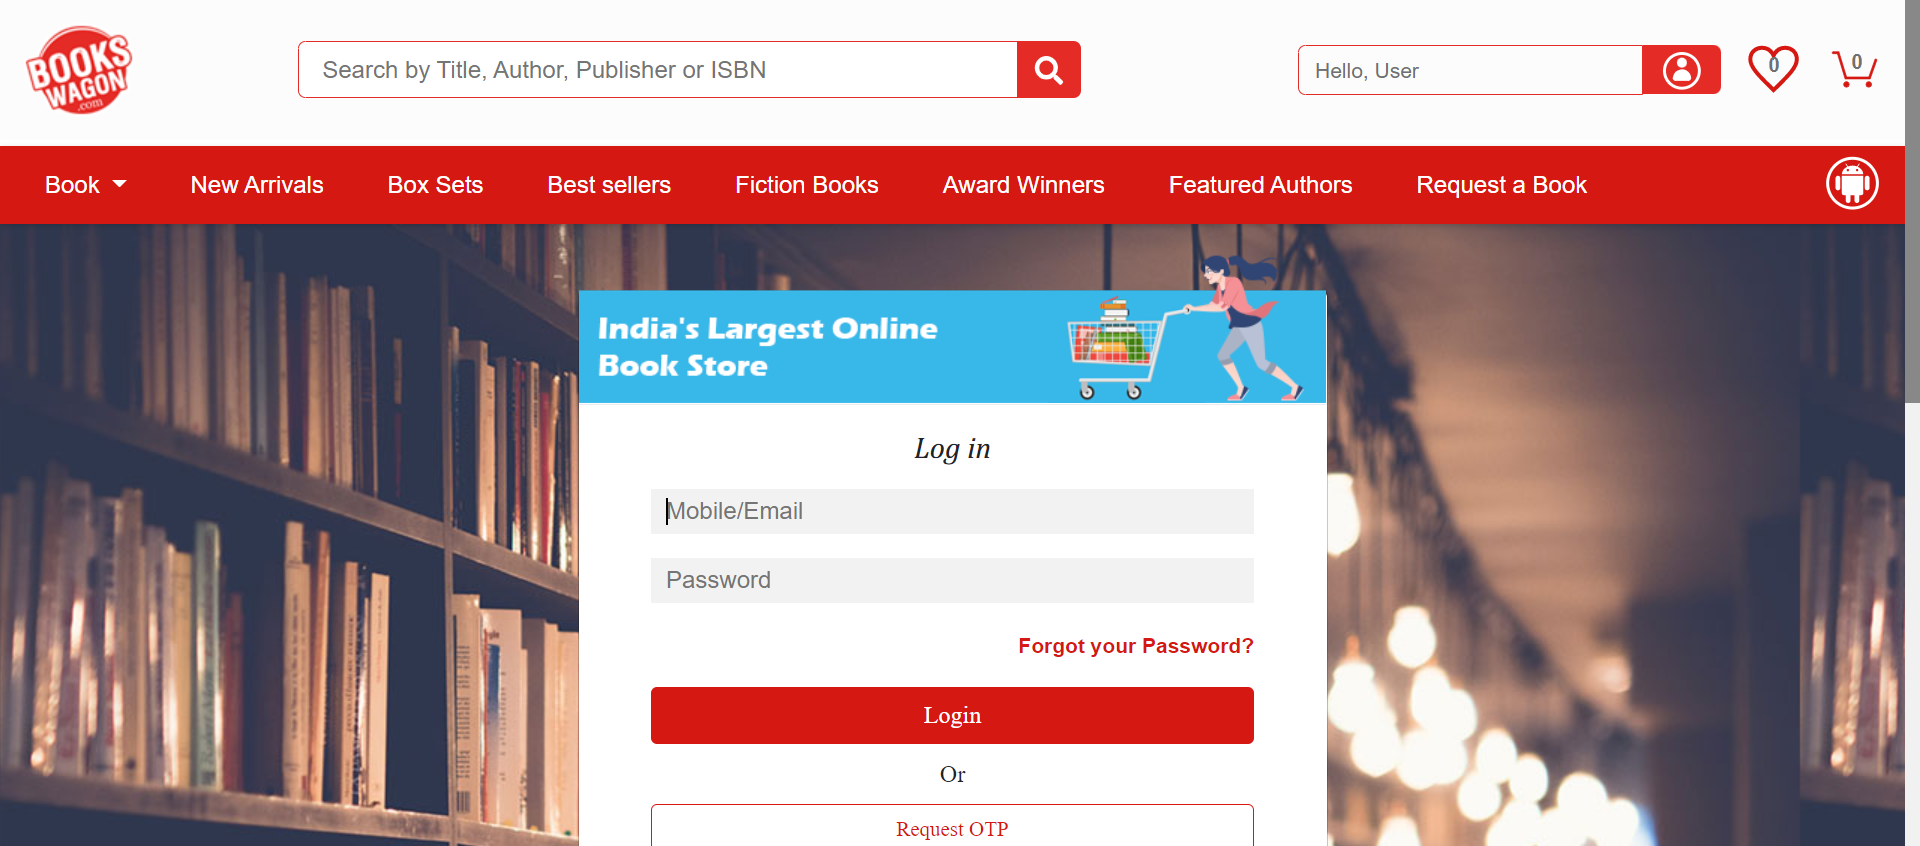 BOOKS
WAGON
.com
Search by Title, Author, Publisher or ISBN
Hello, User
0
0
Book
New Arrivals
Box Sets
Best sellers
Fiction Books
Award Winners
Featured Authors
Request a Book
India's Largest Online
Book Store
Log in
Mobile/Email
Password
Forgot your Password?
Login
Or
Request OTP